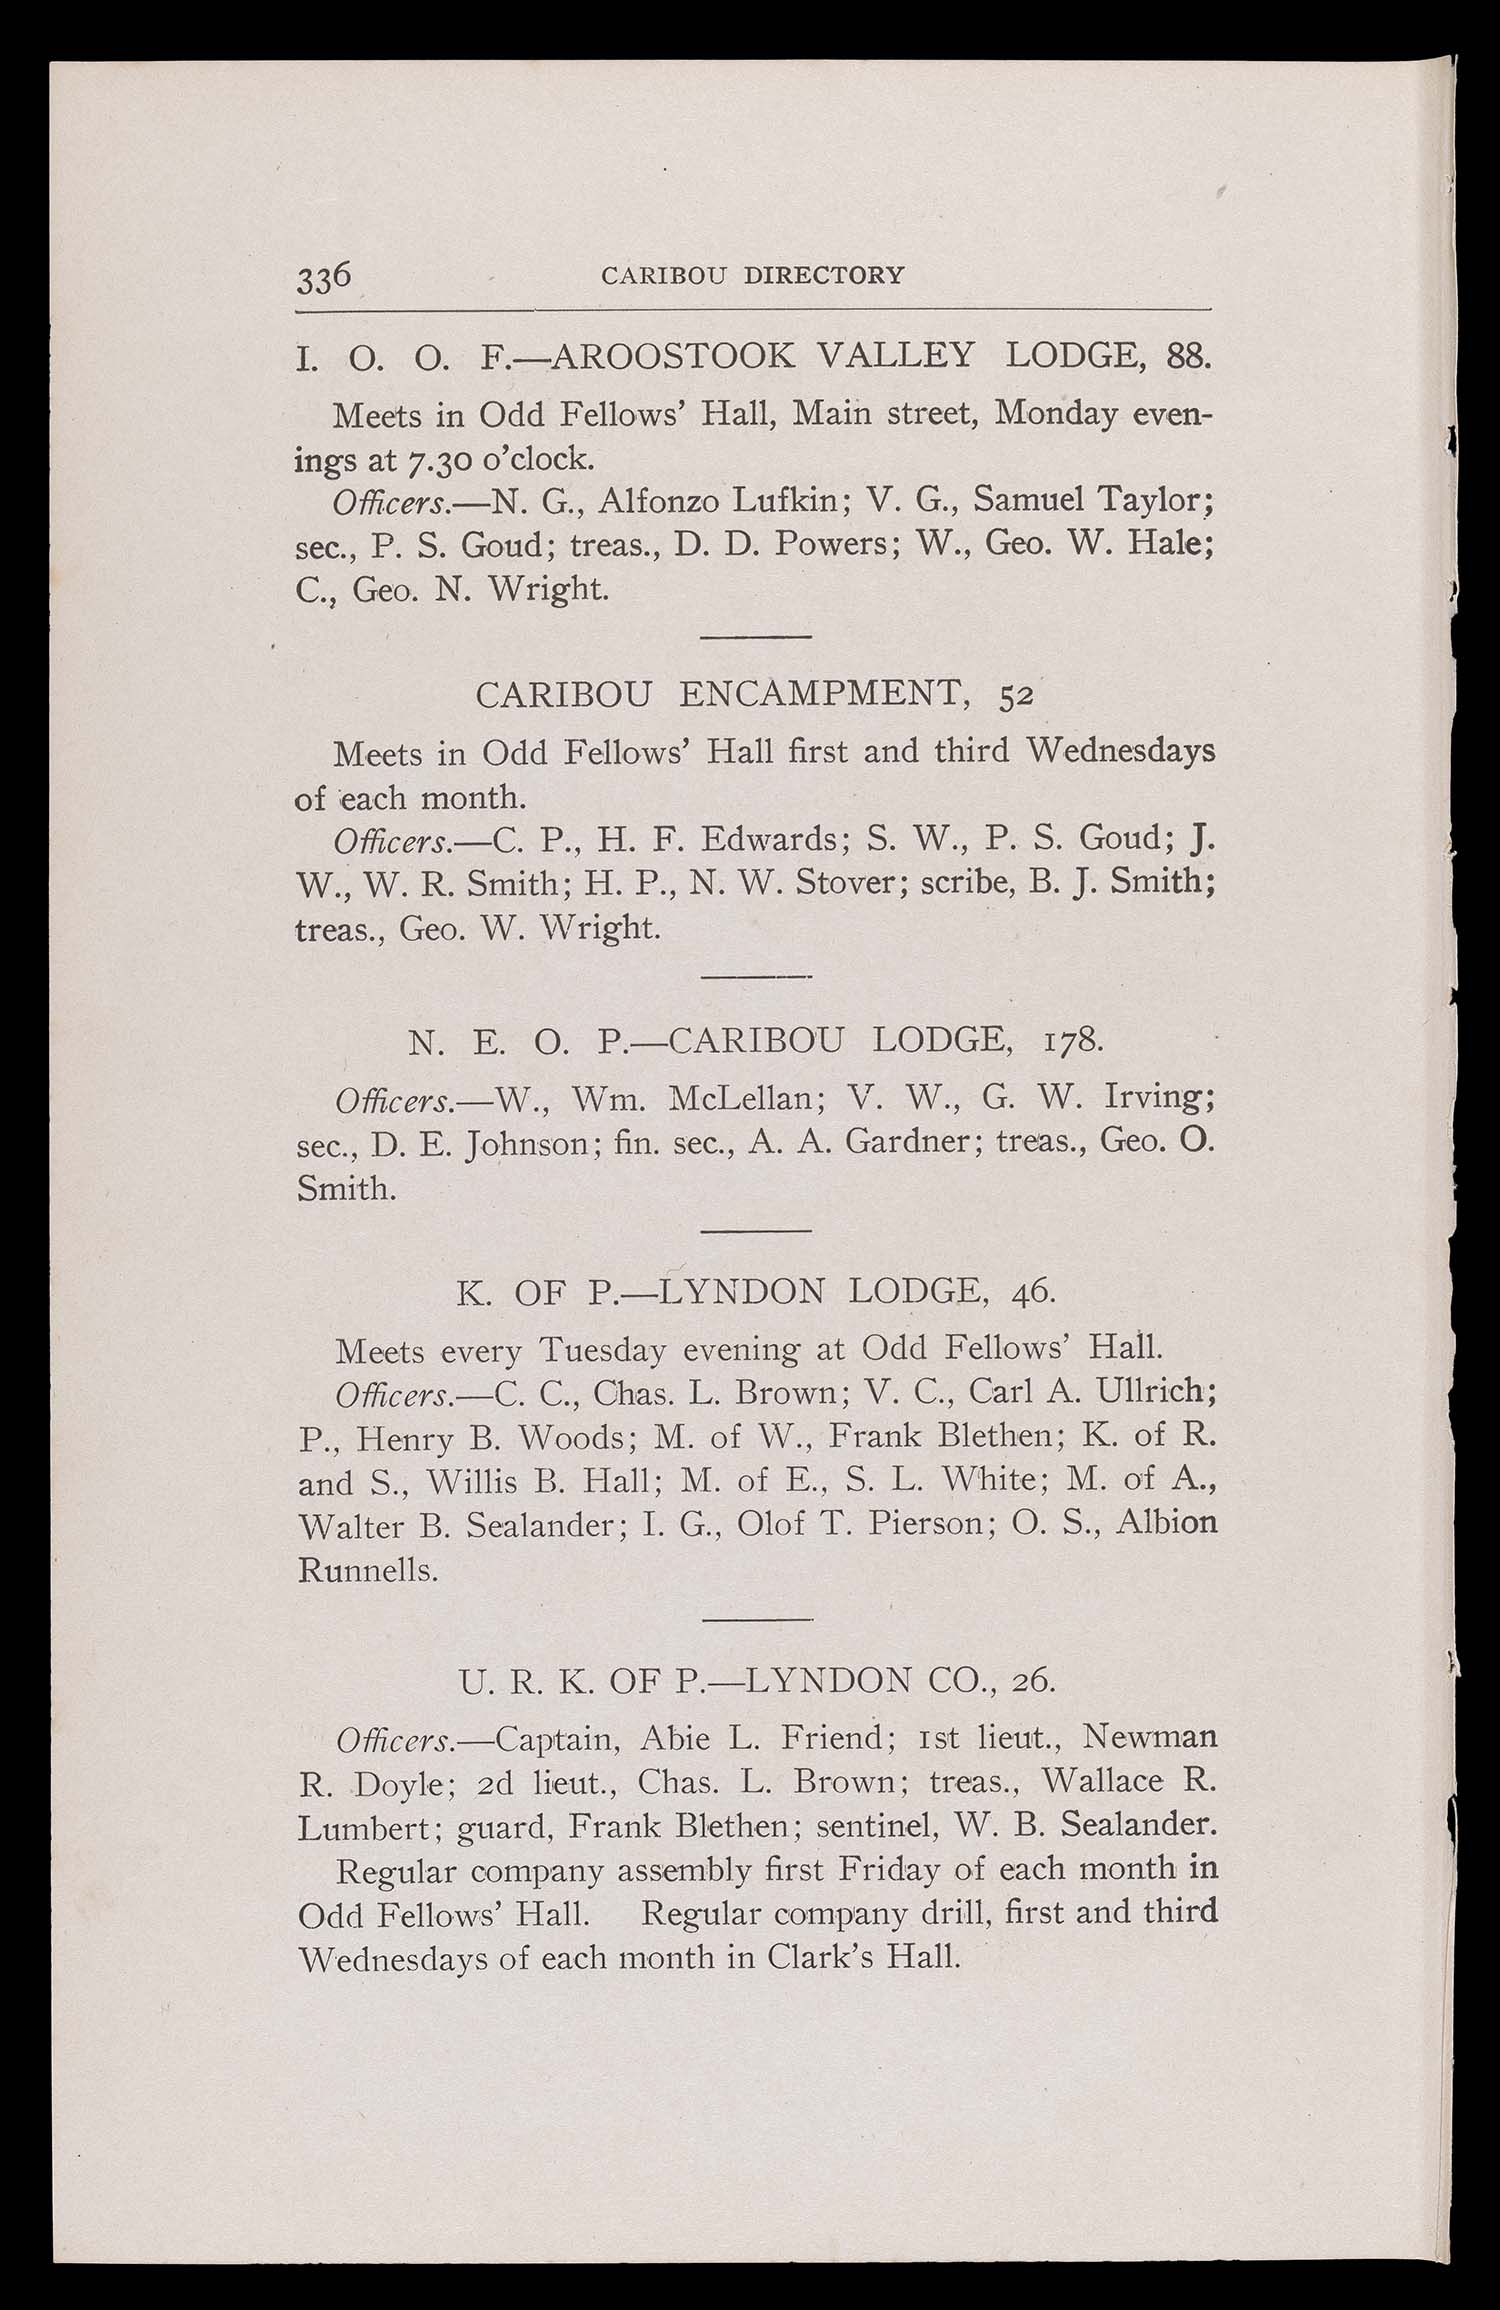 336 CARIBOU DIRECTORY
I. O. O. F.—AROOSTOOK VALLEY LODGE, 88.
Meets in Odd Fellows' Hall, Main street, Monday even-
ings at 7.30 o'clock.
Officers.—N. G., Alfonzo Lufkin; V. G., Samuel Taylor;
sec., P. S. Goud; treas., D. D. Powers; W., Geo. W. Hale;
C., Geo. N. Wright.
CARIBOU ENCAMPMENT, 52
Meets in Odd Fellows' Hall first and third Wednesdays
of each month.
Officers.—C. P., H. F. Edwards; S. W., P. S. Goud; J.
W., W. R. Smith; H. P., N. W. Stover; scribe, B. J. Smith;
treas., Geo. W. Wright.
N. E. O. P.—CARIBOU LODGE, 178.
Officers.—W., Wm. McLellan; V. W., G. W. Irving;
sec., D. E. Johnson; fin. sec., A. A. Gardner; treas., Geo. O.
Smith.
K. OF P.—LYNDON LODGE, 46.
Meets every Tuesday evening at Odd Fellows' Hall.
Officers.—C. C., Chas. L. Brown; V. C., Carl A. Ullrich;
P., Henry B. Woods; M. of W., Frank Blethen; K. of R.
and S., Willis B. Hall; M. of E., S. L. White; M. of A.,
Walter B. Sealander; I. G., Olof T. Pierson; O. S., Albion
Runnells.
U. R. K. OF P.—LYNDON CO., 26.
Officers.—Captain, Abie L. Friend; 1st lieut., Newman
R. Doyle; 2d lieut., Chas. L. Brown; treas., Wallace R.
Lumbert; guard, Frank Blethen; sentinel, W. B. Sealander.
Regular company assembly first Friday of each month in
Odd Fellows' Hall. Regular company drill, first and third
Wednesdays of each month in Clark's Hall.